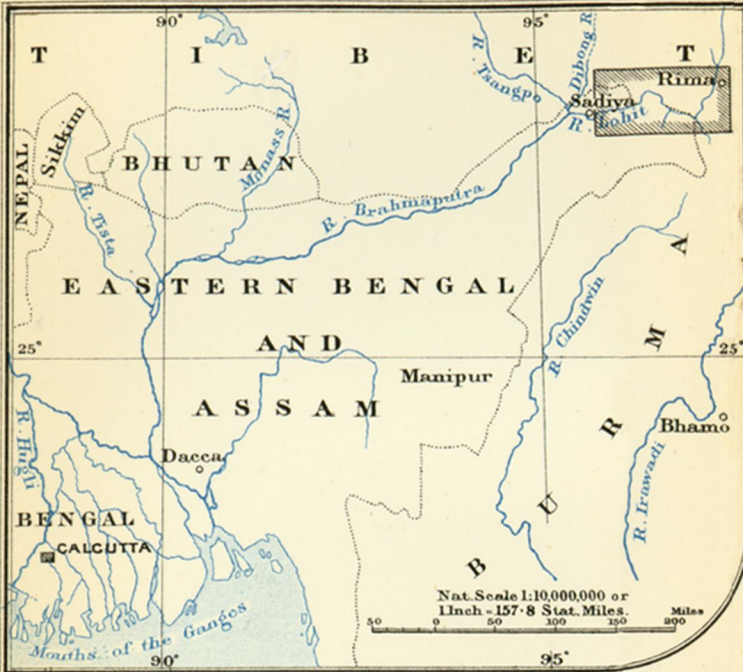 90°
95°
T I B E T
R. Tsangpo
Dibong R
Rima
Sadiya
R. Lohit
NEPAL
Sikkim
BHUTAN
Monass R
R. Tista
R. Brahmaputra
EASTERN BENGAL
AND
ASSAM
25°
25°
Manipur
R. Chindwin
BURMA
Bhamo
R. Irawadi
R. Hugli
Dacca
BENGAL
CALCUTTA
Mouths of the Ganges
Nat. Scale 1:10,000,000 or
1 Inch = 157·8 Stat. Miles.
Miles
50 0 50 100 150 200
90°
95°